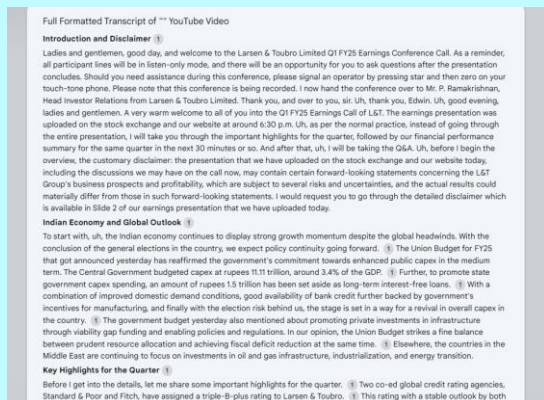 Full Formatted Transcript of "" YouTube Video
Introduction and Disclaimer 1
Ladies and gentlemen, good day, and welcome to the Larsen & Toubro Limited Q1 FY25 Earnings Conference Call. As a reminder,
all participant lines will be in listen-only mode, and there will be an opportunity for you to ask questions after the presentation
concludes. Should you need assistance during this conference, please signal an operator by pressing star and then zero on your
touch-tone phone. Please note that this conference is being recorded. I now hand the conference over to Mr. P. Ramakrishnan,
Head Investor Relations from Larsen & Toubro Limited. Thank you, and over to you, sir. Uh, thank you, Edwin. Uh, good evening,
ladies and gentlemen. A very warm welcome to all of you into the Q1 FY25 Earnings Call of L&T. The earnings presentation was
uploaded on the stock exchange and our website at around 6:30 p.m. Uh, as per the normal practice, instead of going through
the entire presentation, I will take you through the important highlights for the quarter, followed by our financial performance
summary for the same quarter in the next 30 minutes or so. And after that, uh, I will be taking the Q&A. Uh, before I begin the
overview, the customary disclaimer: the presentation that we have uploaded on the stock exchange and our website today,
including the discussions we may have on the call now, may contain certain forward-looking statements concerning the L&T
Group's business prospects and profitability, which are subject to several risks and uncertainties, and the actual results could
materially differ from those in such forward-looking statements. I would request you to go through the detailed disclaimer which
is available in Slide 2 of our earnings presentation that we have uploaded today.
Indian Economy and Global Outlook 1
To start with, uh, the Indian economy continues to display strong growth momentum despite the global headwinds. With the
conclusion of the general elections in the country, we expect policy continuity going forward. 1 The Union Budget for FY25
that got announced yesterday has reaffirmed the government's commitment towards enhanced public capex in the medium
term. The Central Government budgeted capex at rupees 11.11 trillion, around 3.4% of the GDP. 1 Further, to promote state
government capex spending, an amount of rupees 1.5 trillion has been set aside as long-term interest-free loans. 1 With a
combination of improved domestic demand conditions, good availability of bank credit further backed by government's
incentives for manufacturing, and finally with the election risk behind us, the stage is set in a way for a revival in overall capex in
the country. 1 The government budget yesterday also mentioned about promoting private investments in infrastructure
through viability gap funding and enabling policies and regulations. In our opinion, the Union Budget strikes a fine balance
between prudent resource allocation and achieving fiscal deficit reduction at the same time. 1 Elsewhere, the countries in the
Middle East are continuing to focus on investments in oil and gas infrastructure, industrialization, and energy transition.
Key Highlights for the Quarter 1
Before I get into the details, let me share some important highlights for the quarter. 1 Two co-ed global credit rating agencies,
Standard & Poor and Fitch, have assigned a triple-B-plus rating to Larsen & Toubro. 1 This rating with a stable outlook by both